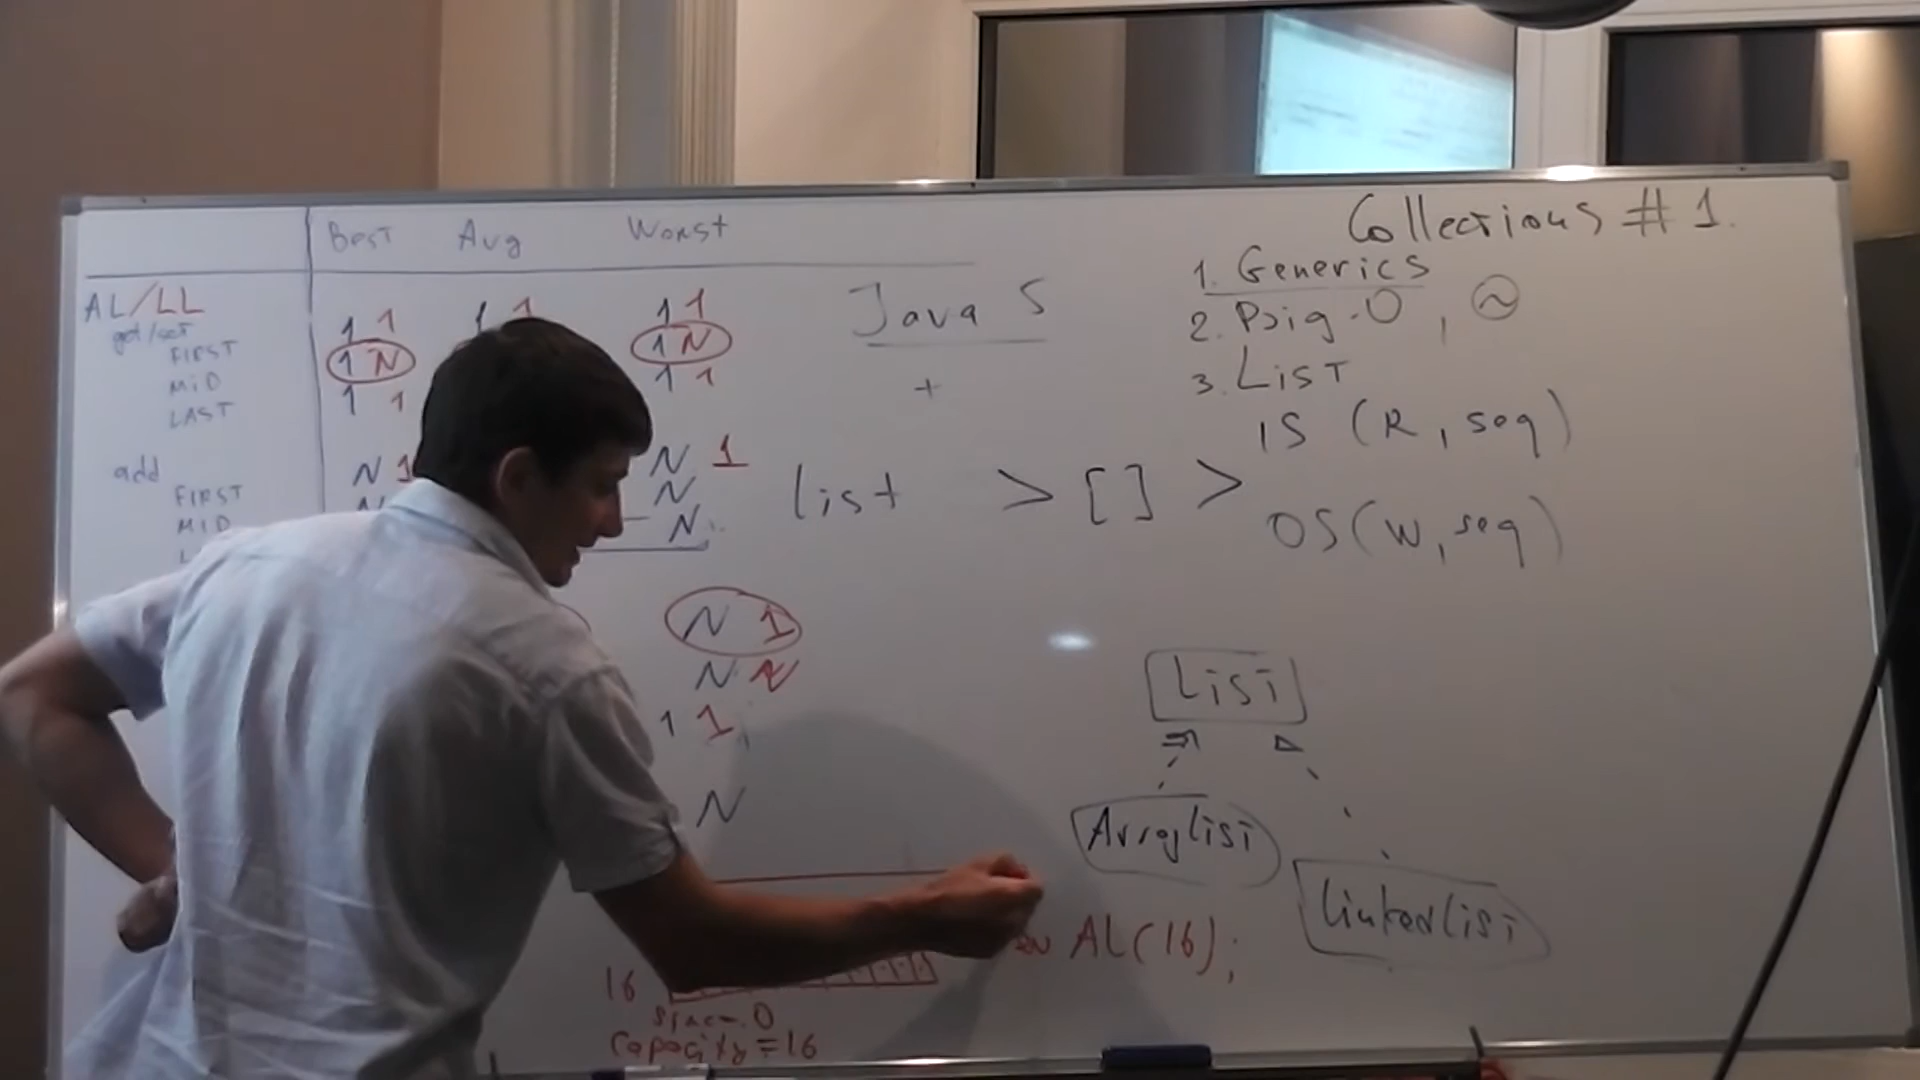 Best Avg Worst
AL/LL
get/set
FIRST
MID
LAST
1 1 1 1 1 1
1 N 1 N
1 1 1 1
add
FIRST
MID
N 1 N 1
N
N
N 1
N N
1 1
N
Java 5
+
list > [] >
Collections #1.
1. Generics
2. Psig-O, ~
3. List
IS (R, seq)
OS (W, seq)
List
ArrayList
LinkedList
AL(16);
16
size=0
Capacity=16